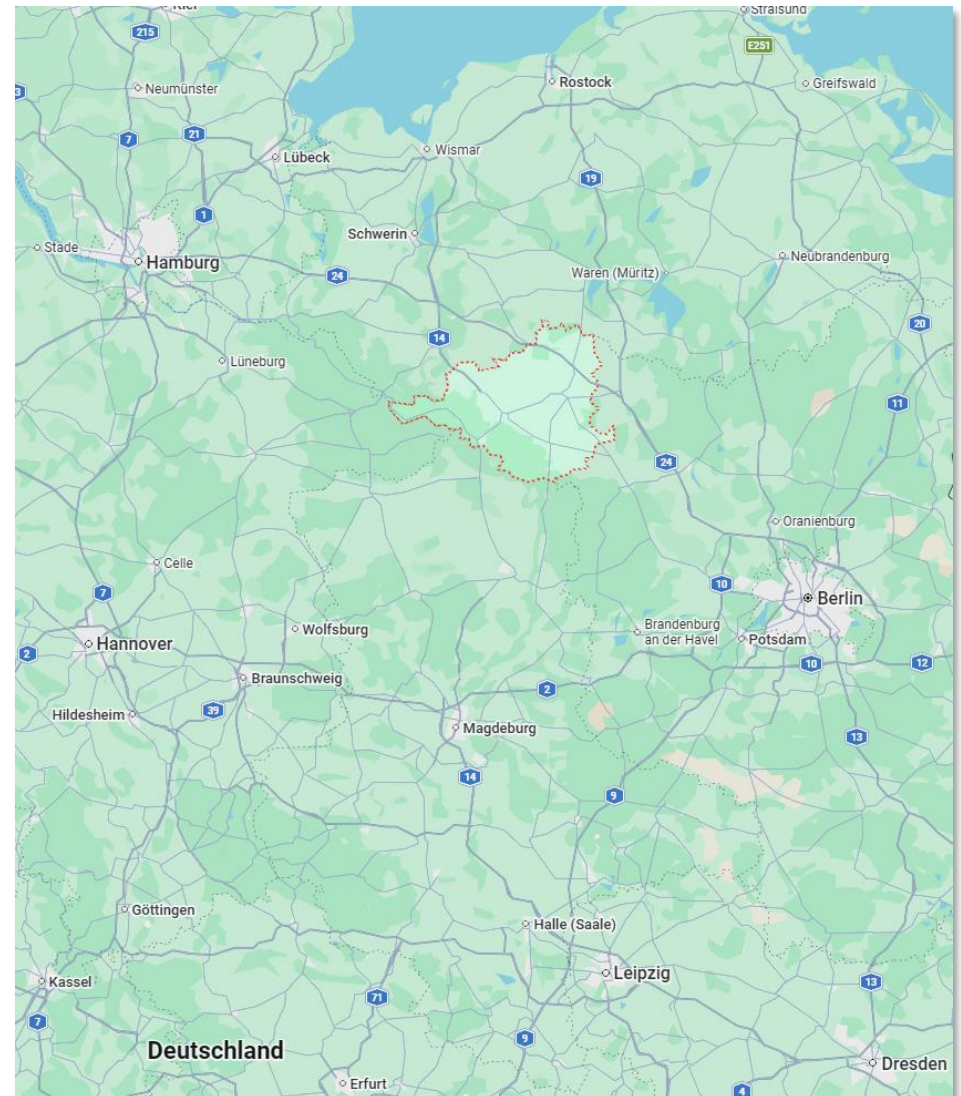 Kiel
Stralsund
215
E251
Neumünster
Rostock
Greifswald
7
21
Lübeck
Wismar
19
1
Schwerin
Stade
Hamburg
24
Waren (Müritz)
Neubrandenburg
14
20
Lüneburg
11
24
Oranienburg
Celle
7
10
Berlin
Wolfsburg
Brandenburg
an der Havel
Potsdam
Hannover
2
10
12
Braunschweig
2
39
Hildesheim
Magdeburg
13
14
9
Göttingen
Halle (Saale)
Leipzig
Kassel
13
71
7
9
Deutschland
Dresden
Erfurt
4